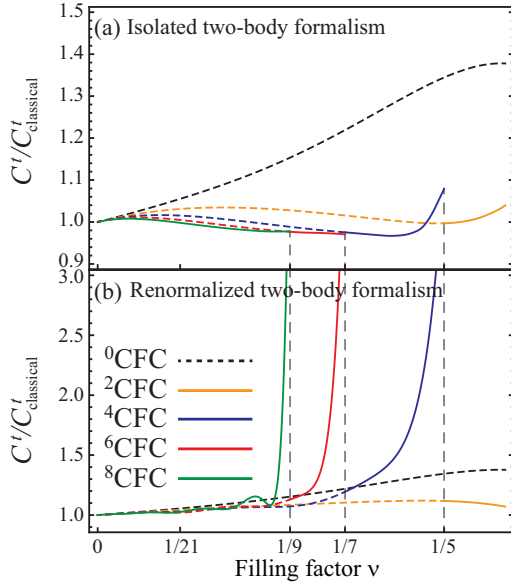 (a) Isolated two-body formalism
1.5
1.4
1.3
1.2
1.1
1.0
0.9
C^t/C^t_classical
(b) Renormalized two-body formalism
3.0
2.5
2.0
1.5
1.0
C^t/C^t_classical
⁰CFC
²CFC
⁴CFC
⁶CFC
⁸CFC
0 1/21 1/9 1/7 1/5
Filling factor ν